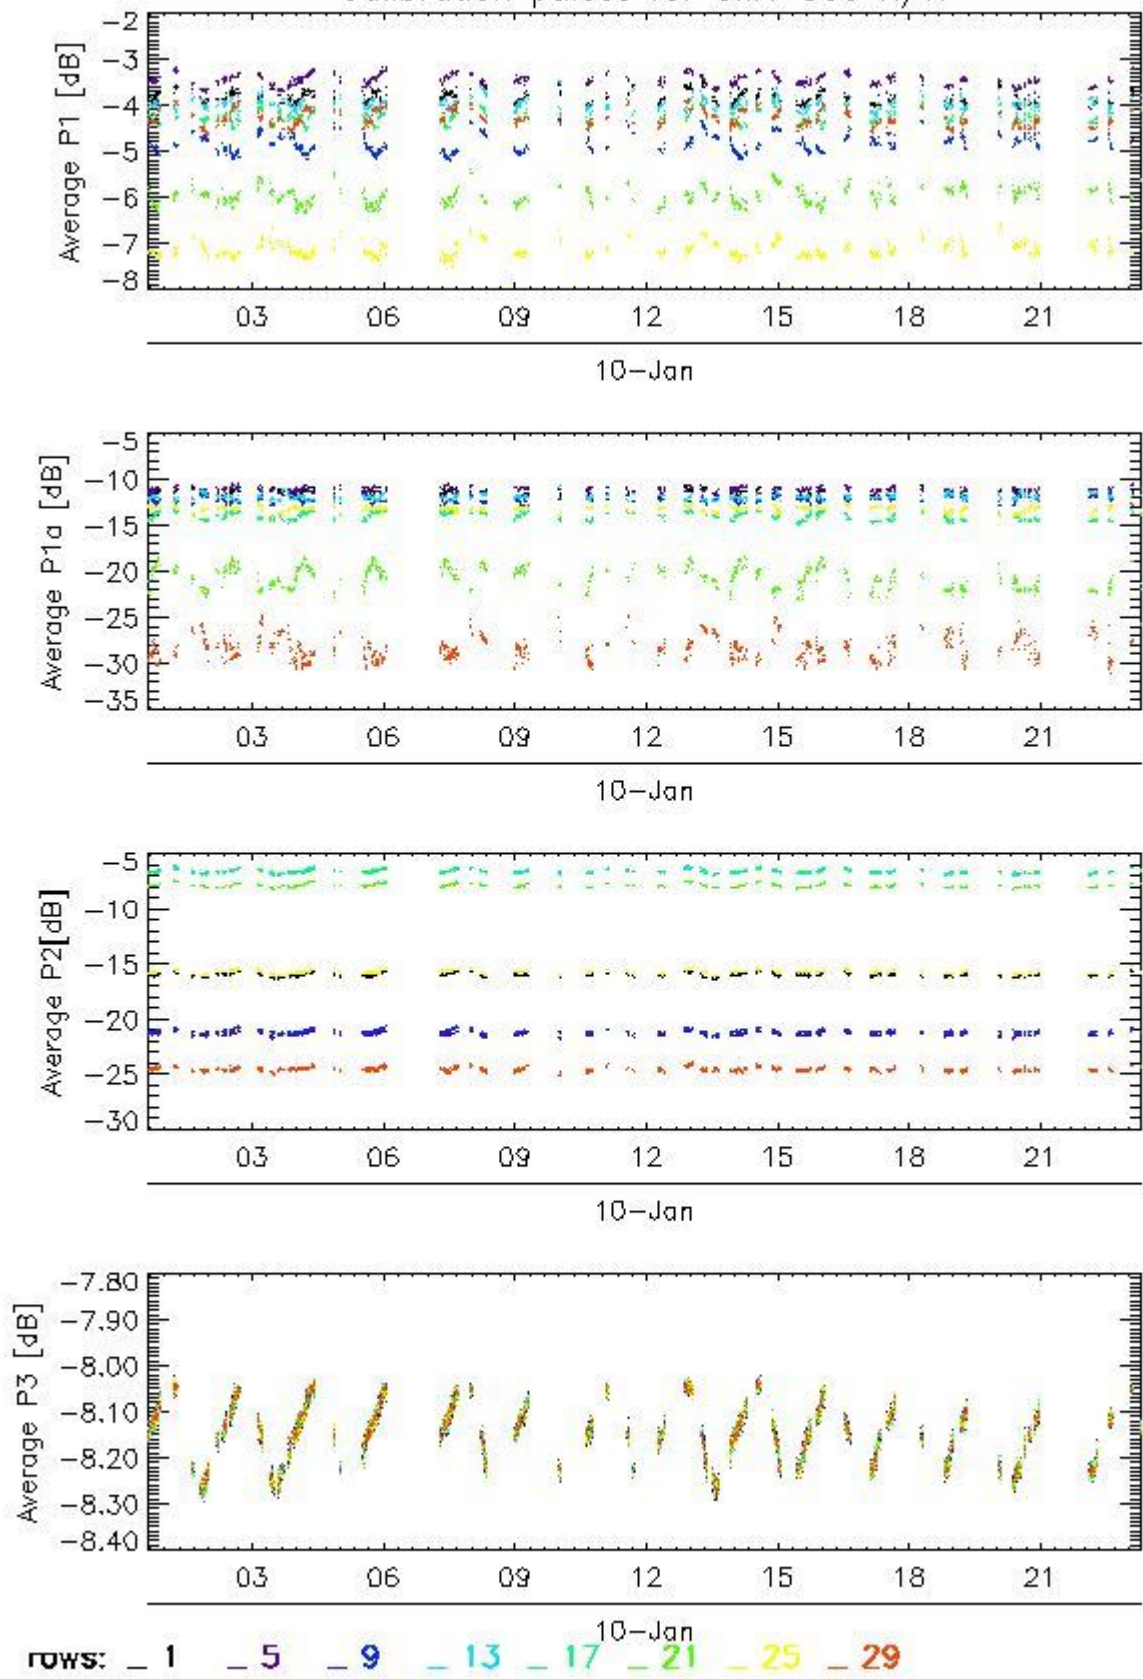 -2
-3
-4
-5
-6
-7
-8
Average P1 [dB]
03 06 09 12 15 18 21
10-Jan
-5
-10
-15
-20
-25
-30
-35
Average P1a [dB]
03 06 09 12 15 18 21
10-Jan
-5
-10
-15
-20
-25
-30
Average P2[dB]
03 06 09 12 15 18 21
10-Jan
-7.80
-7.90
-8.00
-8.10
-8.20
-8.30
-8.40
Average P3 [dB]
03 06 09 12 15 18 21
10-Jan
rows: _ 1 _ 5 _ 9 _ 13 _ 17 _ 21 _ 25 _ 29